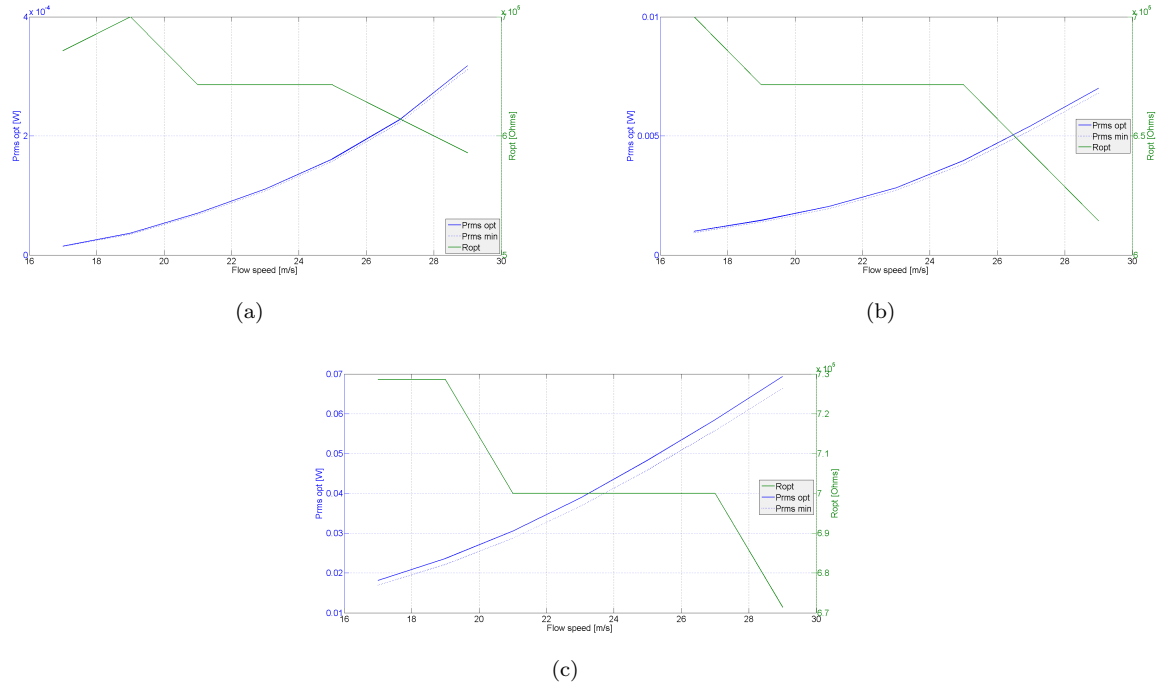 x 10⁻⁴
x 10⁵
4
7
2
6
0
5
16 18 20 22 24 26 28 30
Prms opt [W]
Flow speed [m/s]
Ropt [Ohms]
Prms opt
Prms min
Ropt
(a)
x 10⁵
0.01
7
0.005
6.5
0
6
16 18 20 22 24 26 28 30
Prms opt [W]
Flow speed [m/s]
Ropt [Ohms]
Prms opt
Prms min
Ropt
(b)
x 10⁵
0.07
7.3
0.06
7.2
0.05
7.1
0.04
7
0.03
6.9
0.02
6.8
0.01
6.7
16 18 20 22 24 26 28 30
Prms opt [W]
Flow speed [m/s]
Ropt [Ohms]
Ropt
Prms opt
Prms min
(c)